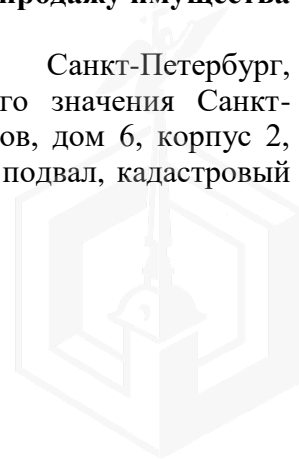 продажу имущества
Санкт-Петербург,
го значения Санкт-
ов, дом 6, корпус 2,
подвал, кадастровый